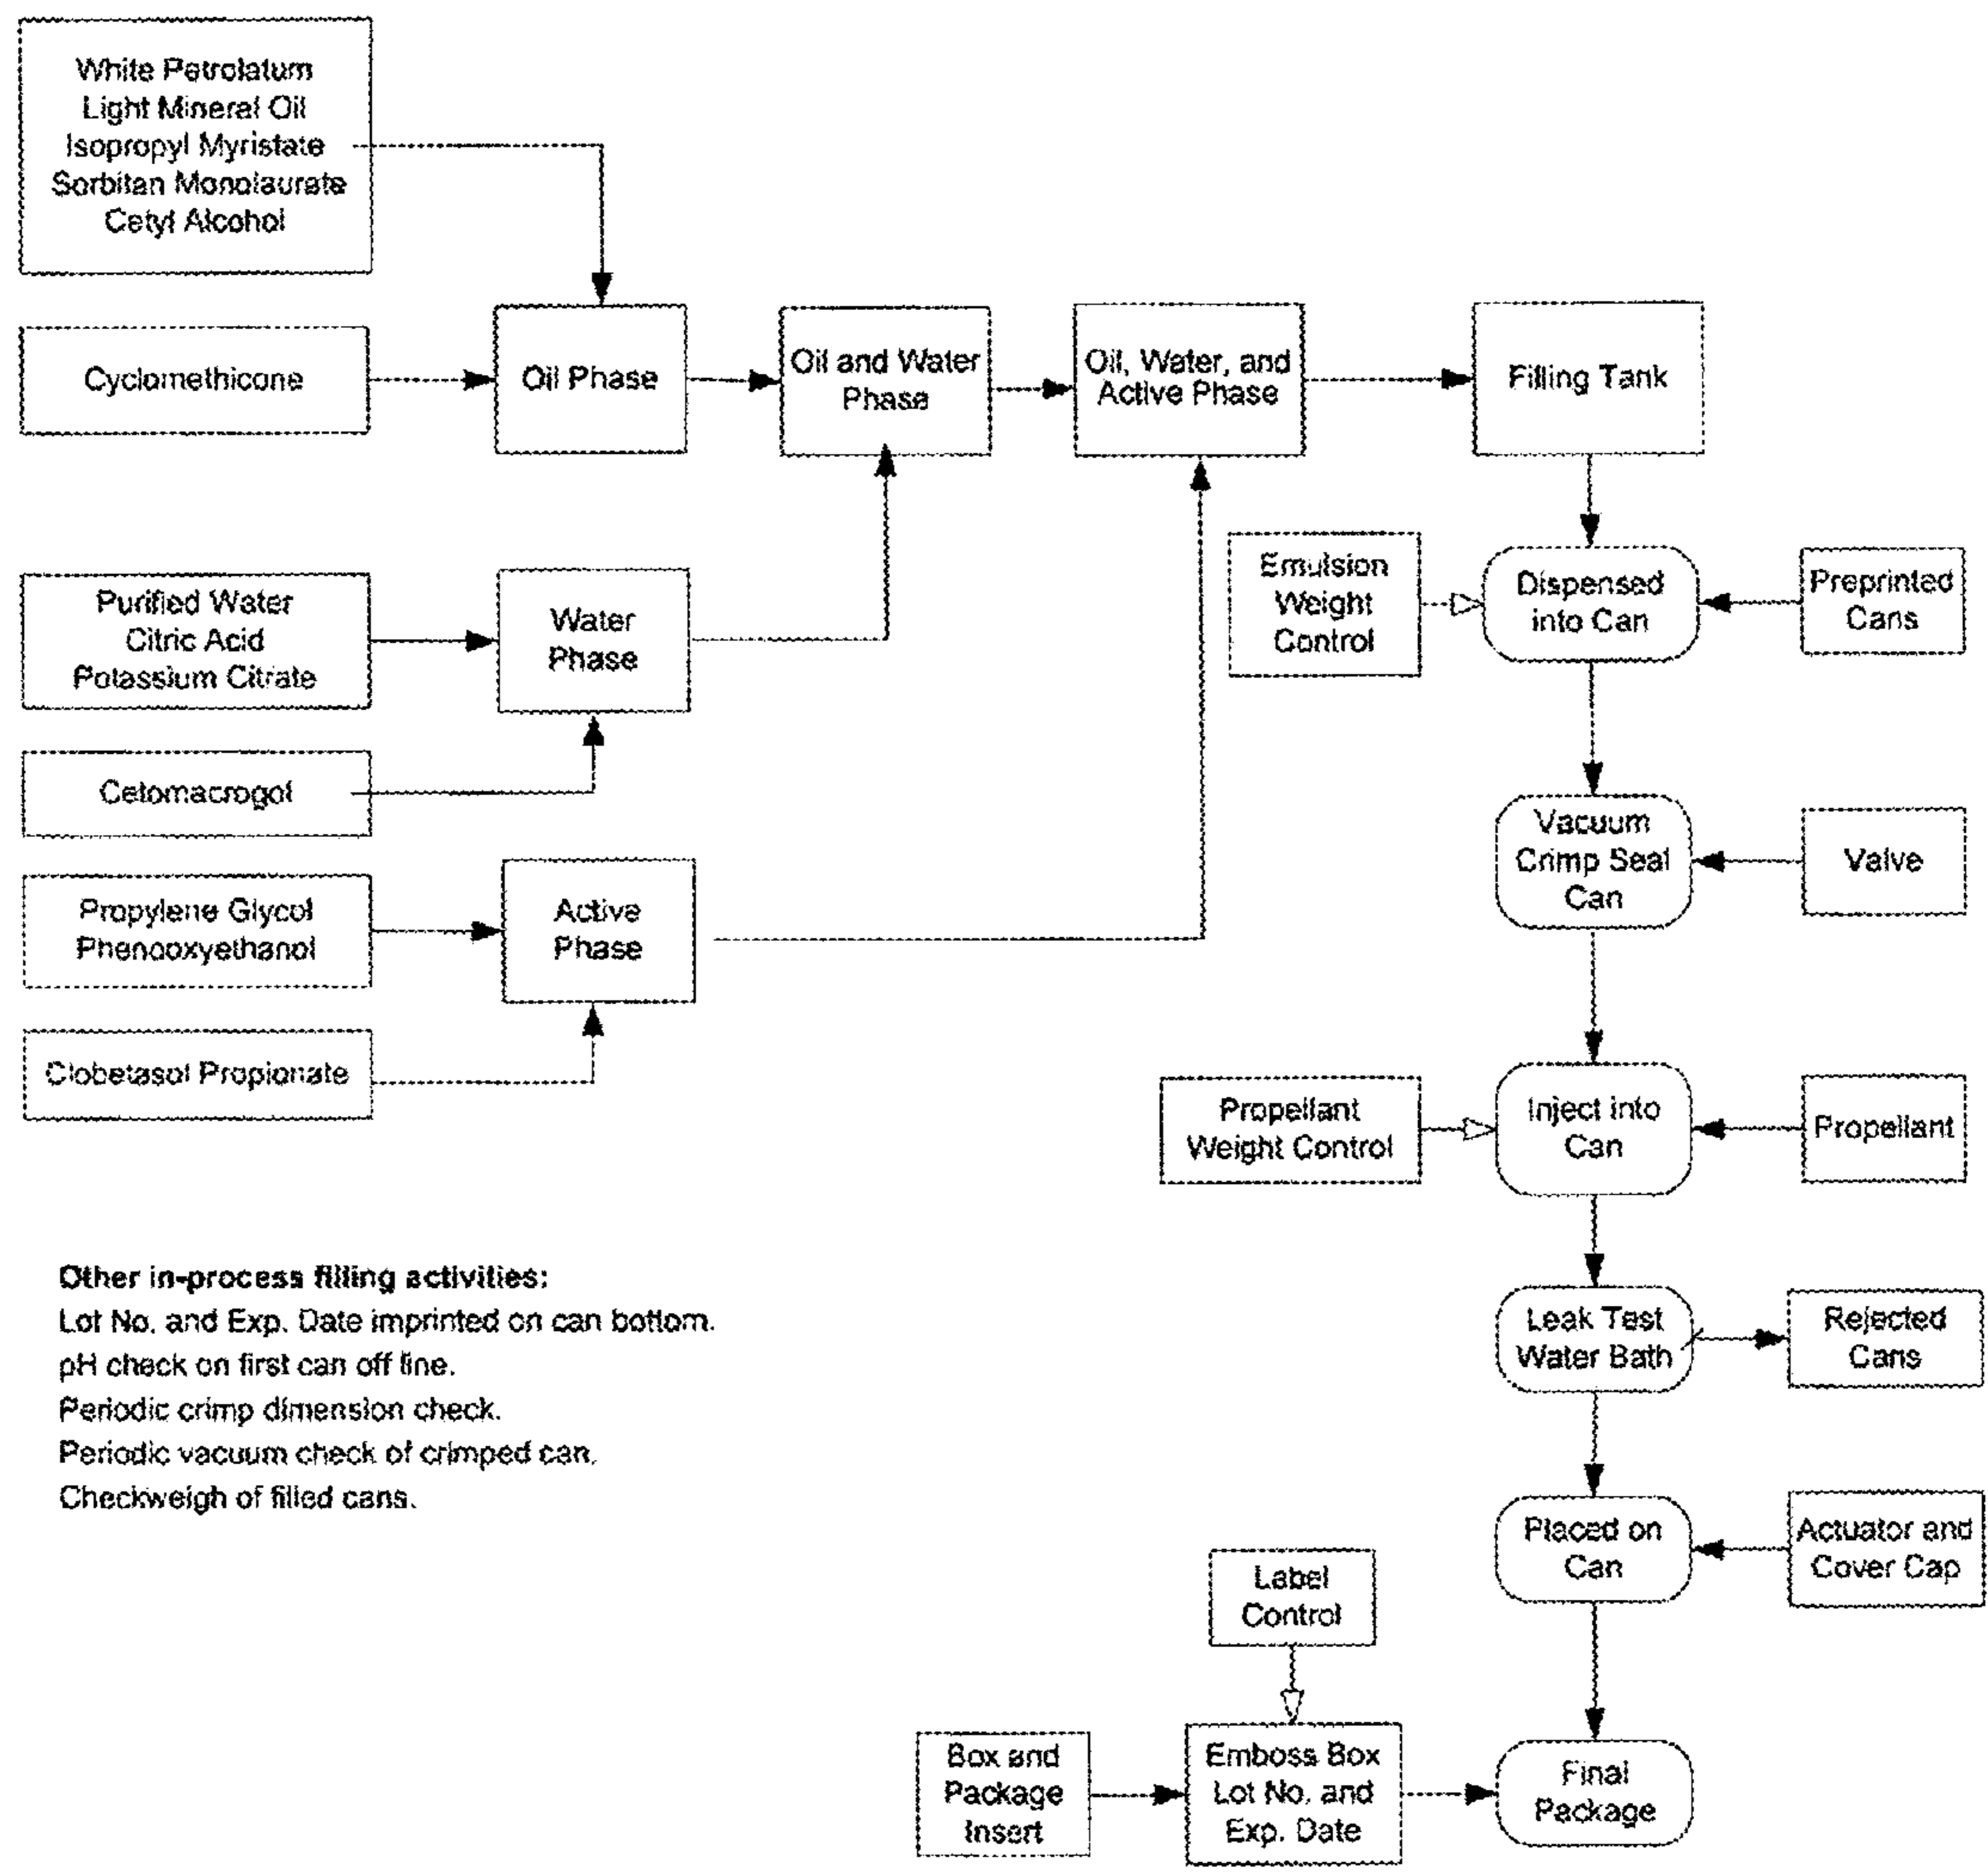 White Petrolatum
Light Mineral Oil
Isopropyl Myristate
Sorbitan Monolaurate
Cetyl Alcohol
Cyclomethicone
Oil Phase
Oil and Water
Phase
Oil, Water, and
Active Phase
Filling Tank
Purified Water
Citric Acid
Potassium Citrate
Water
Phase
Emulsion
Weight
Control
Dispensed
into Can
Preprinted
Cans
Cetomacrogol
Vacuum
Crimp Seal
Can
Valve
Propylene Glycol
Phenooxyethanol
Active
Phase
Clobetasol Propionate
Propellant
Weight Control
Inject into
Can
Propellant
Other in-process filling activities:
Lot No. and Exp. Date imprinted on can bottom.
pH check on first can off line.
Periodic crimp dimension check.
Periodic vacuum check of crimped can.
Checkweigh of filled cans.
Leak Test
Water Bath
Rejected
Cans
Placed on
Can
Actuator and
Cover Cap
Label
Control
Box and
Package
Insert
Emboss Box
Lot No. and
Exp. Date
Final
Package